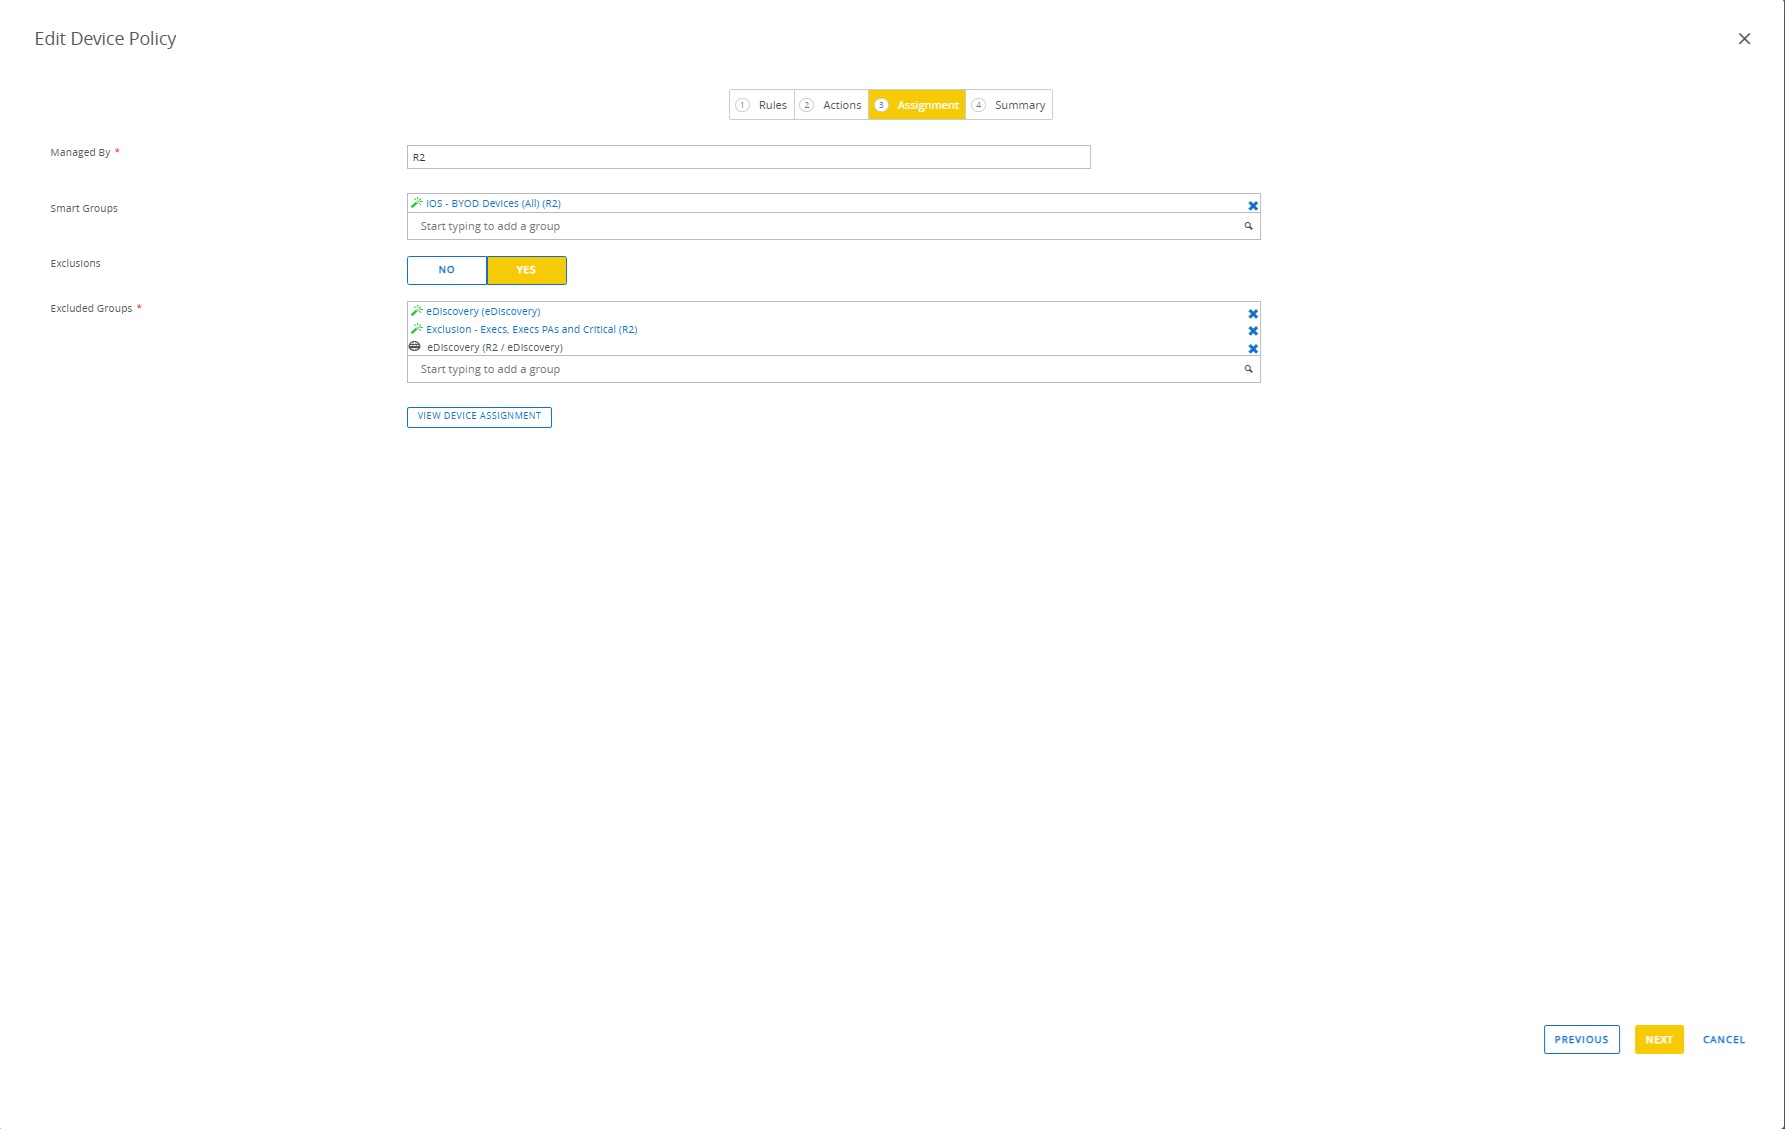 Edit Device Policy
1 Rules 2 Actions 3 Assignment 4 Summary
Managed By *
R2
Smart Groups
iOS - BYOD Devices (All) (R2)
Start typing to add a group
Exclusions
NO YES
Excluded Groups *
eDiscovery (eDiscovery)
Exclusion - Execs, Execs PAs and Critical (R2)
eDiscovery (R2 / eDiscovery)
Start typing to add a group
VIEW DEVICE ASSIGNMENT
PREVIOUS NEXT CANCEL